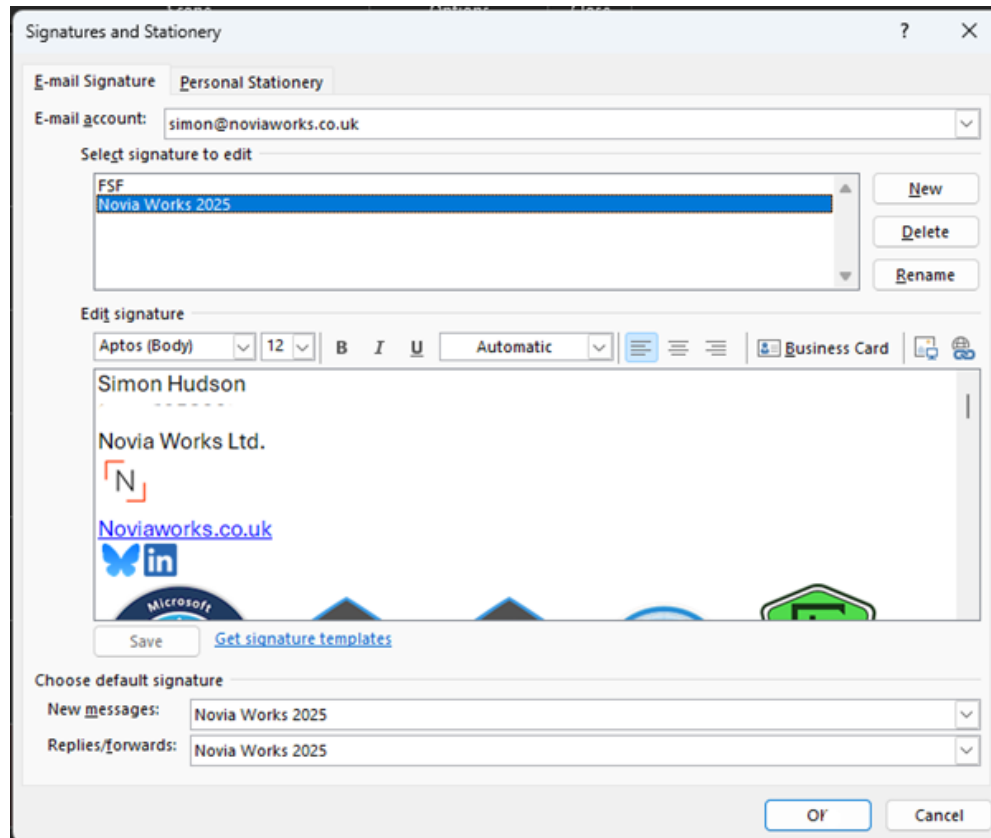 Signatures and Stationery ? ×
E-mail Signature Personal Stationery
E-mail account: simon@noviaworks.co.uk
Select signature to edit
FSF
Novia Works 2025
New
Delete
Rename
Edit signature
Aptos (Body) 12 B I U Automatic Business Card
Simon Hudson
Novia Works Ltd.
N
Noviaworks.co.uk
in
Microsoft
Save Get signature templates
Choose default signature
New messages: Novia Works 2025
Replies/forwards: Novia Works 2025
OK Cancel